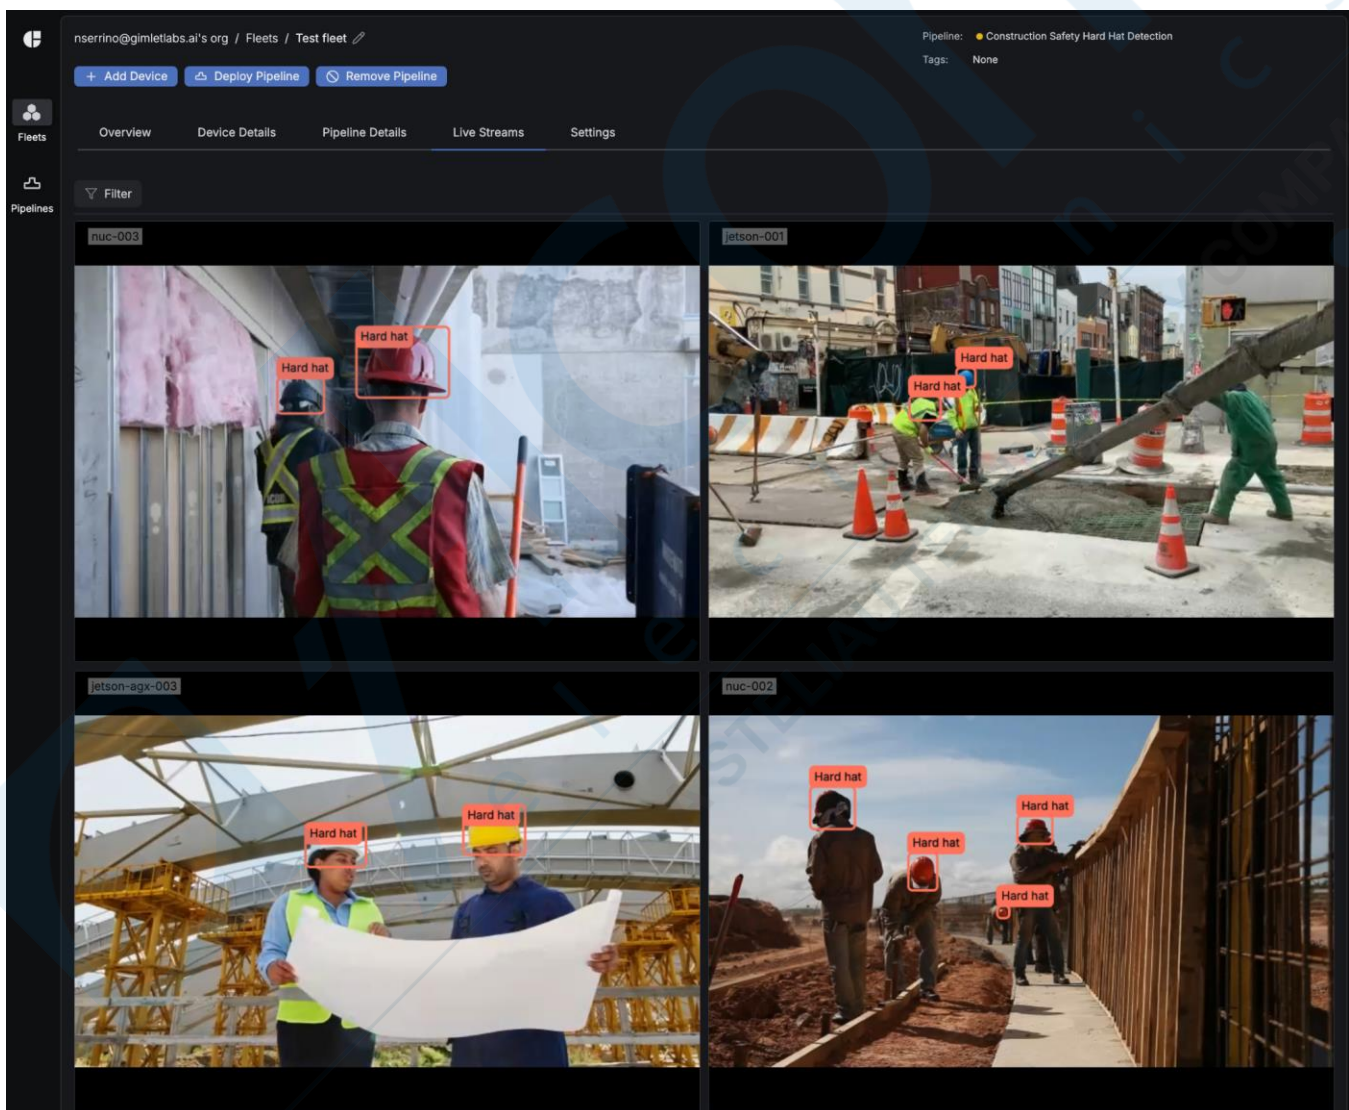 nserrino@gimletlabs.ai's org / Fleets / Test fleet
Pipeline: Construction Safety Hard Hat Detection
Tags: None
+ Add Device Deploy Pipeline Remove Pipeline
Fleets
Pipelines
Overview Device Details Pipeline Details Live Streams Settings
Filter
nuc-003
Hard hat
Hard hat
jetson-001
Hard hat
Hard hat
jetson-agx-003
Hard hat
Hard hat
nuc-002
Hard hat
Hard hat
Hard hat
Hard hat